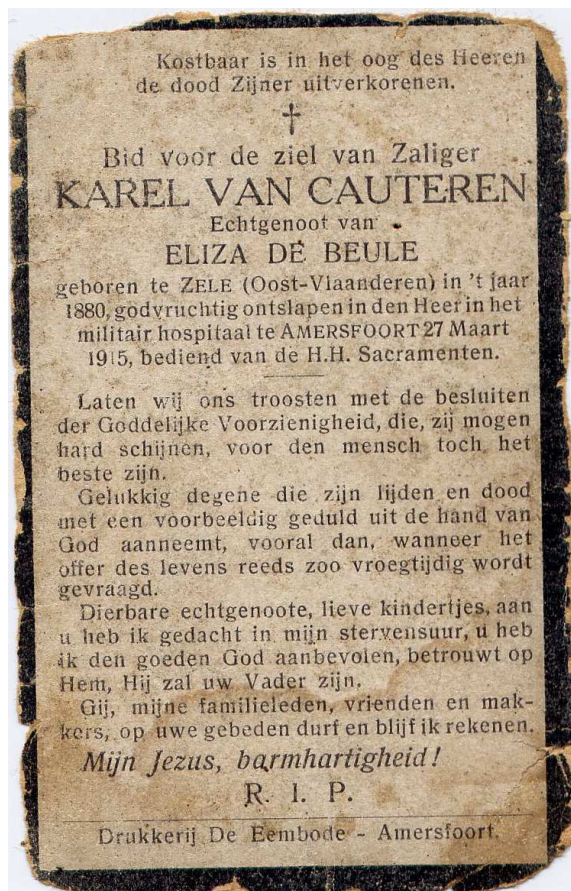 Kostbaar is in het oog des Heeren
de dood Zijner uitverkorenen.
†
Bid voor de ziel van Zaliger
KAREL VAN CAUTEREN
Echtgenoot van
ELIZA DE BEULE
geboren te ZELE (Oost-Vlaanderen) in 't jaar
1880, godvruchtig ontslapen in den Heer in het
militair hospitaal te AMERSFOORT 27 Maart
1915, bediend van de H.H. Sacramenten.
Laten wij ons troosten met de besluiten
der Goddelijke Voorzienigheid, die, zij mogen
hard schijnen, voor den mensch toch het
beste zijn.
Gelukkig degene die zijn lijden en dood
met een voorbeeldig geduld uit de hand van
God aanneemt, vooral dan, wanneer het
offer des levens reeds zoo vroegtijdig wordt
gevraagd.
Dierbare echtgenoote, lieve kindertjes, aan
u heb ik gedacht in mijn stervensuur, u heb
ik den goeden God aanbevolen, betrouwt op
Hem, Hij zal uw Vader zijn.
Gij, mijne familieleden, vrienden en mak-
kers, op uwe gebeden durf en blijf ik rekenen.
Mijn Jezus, barmhartigheid!
R. I. P.
Drukkerij De Eembode - Amersfoort.